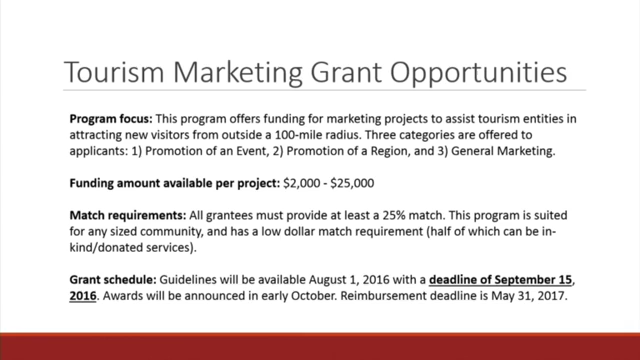 Tourism Marketing Grant Opportunities
Program focus: This program offers funding for marketing projects to assist tourism entities in
attracting new visitors from outside a 100-mile radius. Three categories are offered to
applicants: 1) Promotion of an Event, 2) Promotion of a Region, and 3) General Marketing.
Funding amount available per project: $2,000 - $25,000
Match requirements: All grantees must provide at least a 25% match. This program is suited
for any sized community, and has a low dollar match requirement (half of which can be in-
kind/donated services).
Grant schedule: Guidelines will be available August 1, 2016 with a deadline of September 15,
2016. Awards will be announced in early October. Reimbursement deadline is May 31, 2017.